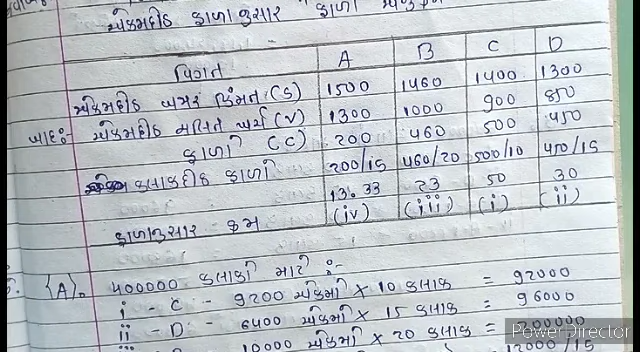 એકમદીઠ ફાળાનુસાર ફાળો
વિગત A B C D
એકમદીઠ બજાર કિંમત (S) 1500 1460 1400 1300
બાદ: એકમદીઠ ચલિત ખર્ચ (V) 1300 1000 900 850
ફાળો (C) 200 460 500 450
કલાકદીઠ ફાળો 200/15 460/20 500/10 450/15
13.33 23 50 30
ફાળાનુસાર ક્રમ (iv) (iii) (i) (ii)
(A). 400000 કલાકો માટે :-
i - C - 9200 એકમો × 10 કલાક = 92000
ii - D - 6400 એકમો × 15 કલાક = 96000
10000 એકમો × 20 કલાક = 200000
12000/15
PowerDirector